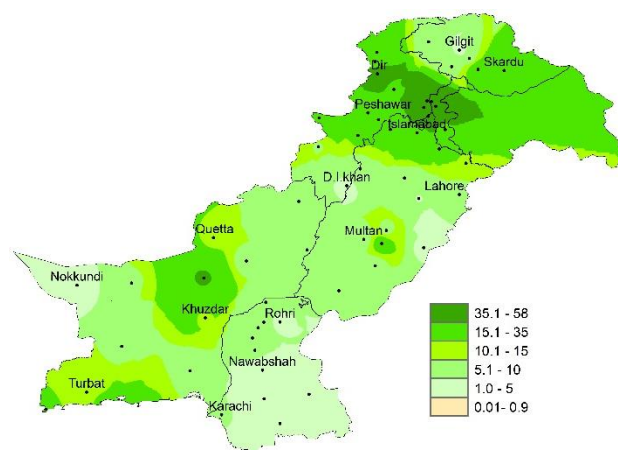 Gilgit
Dir
Skardu
Peshawar
Islamabad
D.I.khan
Lahore
Quetta
Multan
Nokkundi
Khuzdar
Rohri
Nawabshah
Turbat
Karachi
35.1 - 58
15.1 - 35
10.1 - 15
5.1 - 10
1.0 - 5
0.01- 0.9